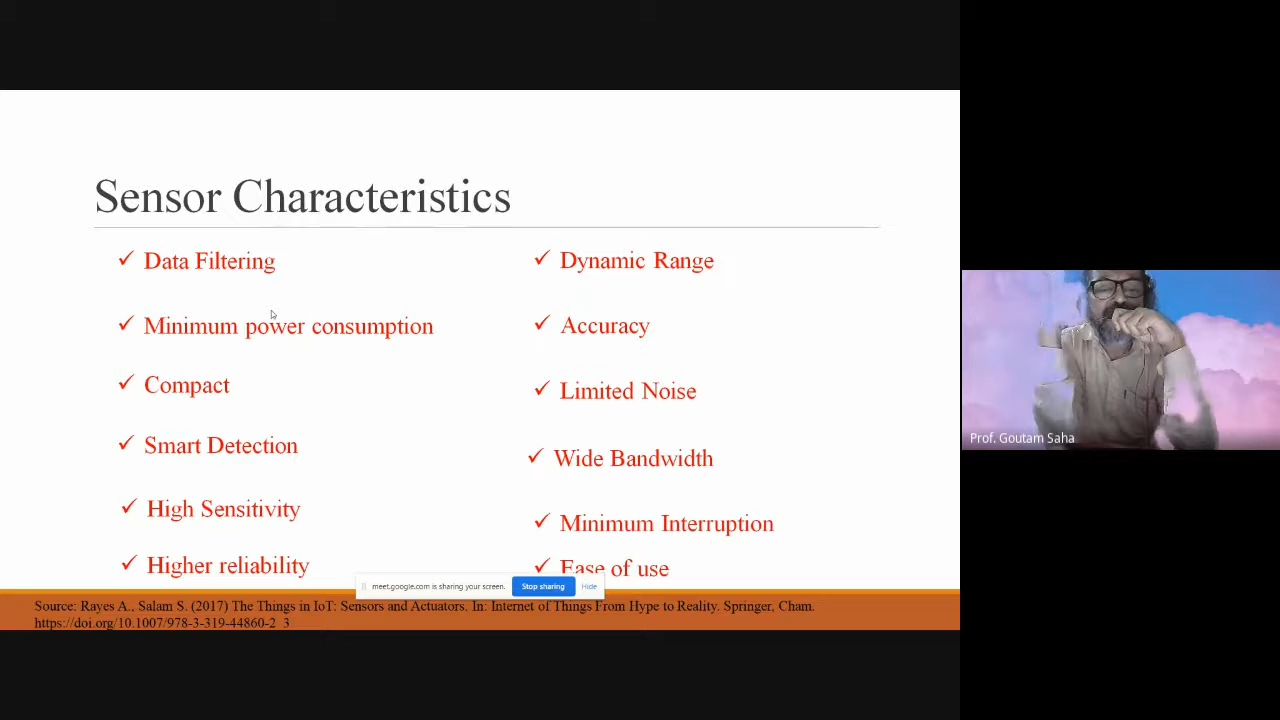 Sensor Characteristics
Data Filtering
Minimum power consumption
Compact
Smart Detection
High Sensitivity
Higher reliability
Dynamic Range
Accuracy
Limited Noise
Wide Bandwidth
Minimum Interruption
Ease of use
meet.google.com is sharing your screen. Stop sharing Hide
Source: Rayes A., Salam S. (2017) The Things in IoT: Sensors and Actuators. In: Internet of Things From Hype to Reality. Springer, Cham.
https://doi.org/10.1007/978-3-319-44860-2_3
Prof. Goutam Saha